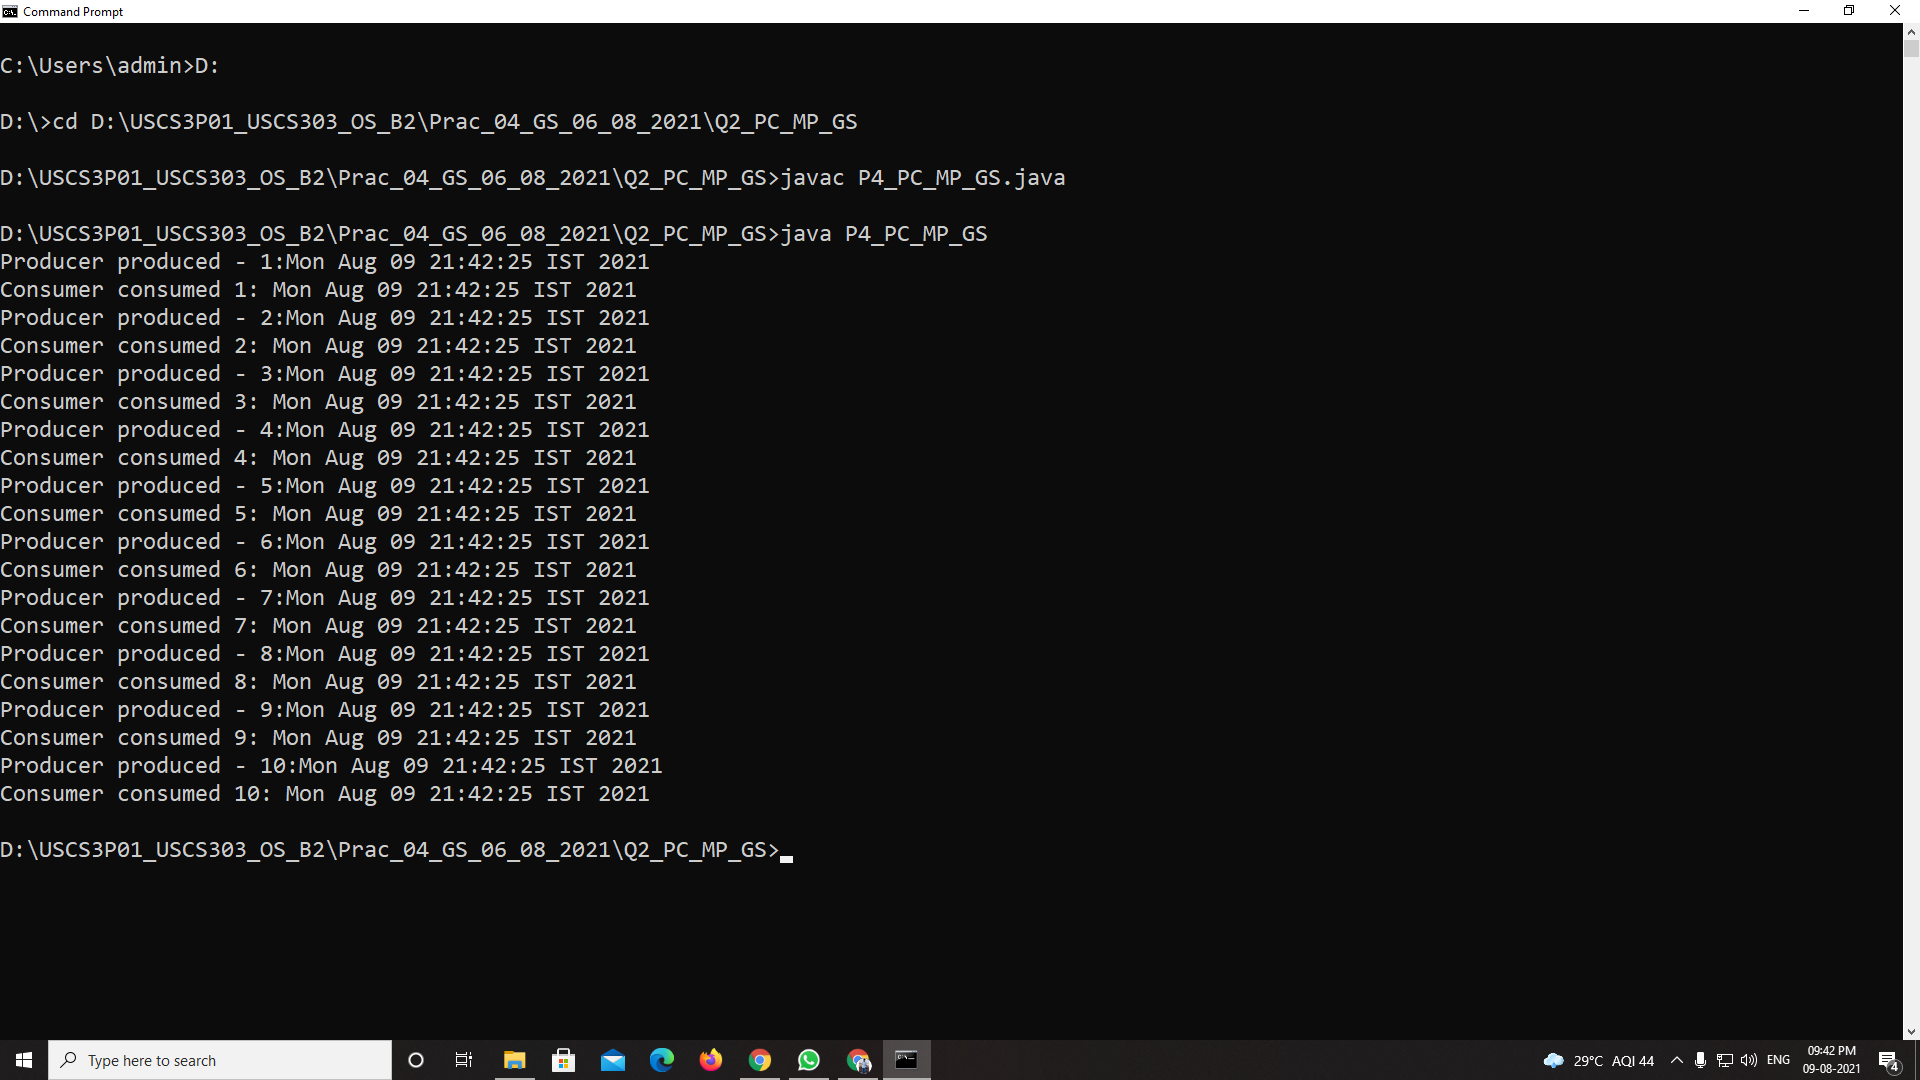 Command Prompt
C:\Users\admin>D:
D:\>cd D:\USCS3P01_USCS303_OS_B2\Prac_04_GS_06_08_2021\Q2_PC_MP_GS
D:\USCS3P01_USCS303_OS_B2\Prac_04_GS_06_08_2021\Q2_PC_MP_GS>javac P4_PC_MP_GS.java
D:\USCS3P01_USCS303_OS_B2\Prac_04_GS_06_08_2021\Q2_PC_MP_GS>java P4_PC_MP_GS
Producer produced - 1:Mon Aug 09 21:42:25 IST 2021
Consumer consumed 1: Mon Aug 09 21:42:25 IST 2021
Producer produced - 2:Mon Aug 09 21:42:25 IST 2021
Consumer consumed 2: Mon Aug 09 21:42:25 IST 2021
Producer produced - 3:Mon Aug 09 21:42:25 IST 2021
Consumer consumed 3: Mon Aug 09 21:42:25 IST 2021
Producer produced - 4:Mon Aug 09 21:42:25 IST 2021
Consumer consumed 4: Mon Aug 09 21:42:25 IST 2021
Producer produced - 5:Mon Aug 09 21:42:25 IST 2021
Consumer consumed 5: Mon Aug 09 21:42:25 IST 2021
Producer produced - 6:Mon Aug 09 21:42:25 IST 2021
Consumer consumed 6: Mon Aug 09 21:42:25 IST 2021
Producer produced - 7:Mon Aug 09 21:42:25 IST 2021
Consumer consumed 7: Mon Aug 09 21:42:25 IST 2021
Producer produced - 8:Mon Aug 09 21:42:25 IST 2021
Consumer consumed 8: Mon Aug 09 21:42:25 IST 2021
Producer produced - 9:Mon Aug 09 21:42:25 IST 2021
Consumer consumed 9: Mon Aug 09 21:42:25 IST 2021
Producer produced - 10:Mon Aug 09 21:42:25 IST 2021
Consumer consumed 10: Mon Aug 09 21:42:25 IST 2021
D:\USCS3P01_USCS303_OS_B2\Prac_04_GS_06_08_2021\Q2_PC_MP_GS>
Type here to search
29°C AQI 44
ENG
09:42 PM
09-08-2021
4